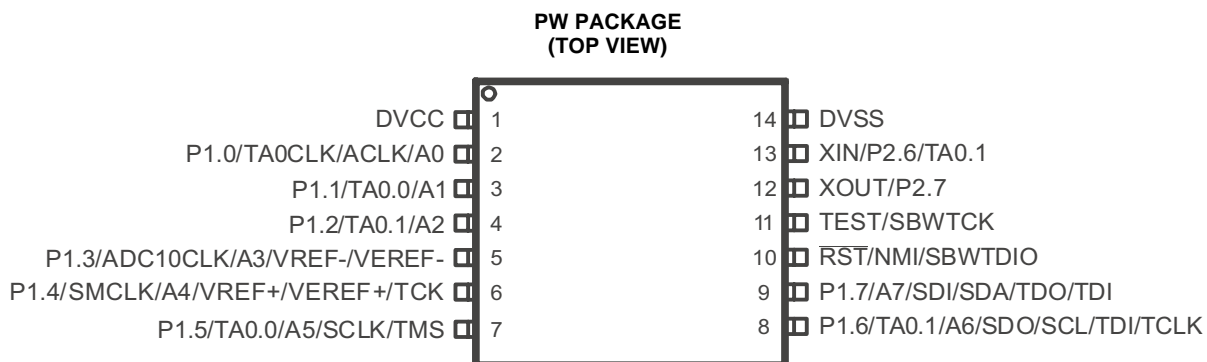 PW PACKAGE
(TOP VIEW)
DVCC 1 14 DVSS
P1.0/TA0CLK/ACLK/A0 2 13 XIN/P2.6/TA0.1
P1.1/TA0.0/A1 3 12 XOUT/P2.7
P1.2/TA0.1/A2 4 11 TEST/SBWTCK
P1.3/ADC10CLK/A3/VREF-/VEREF- 5 10 RST/NMI/SBWTDIO
P1.4/SMCLK/A4/VREF+/VEREF+/TCK 6 9 P1.7/A7/SDI/SDA/TDO/TDI
P1.5/TA0.0/A5/SCLK/TMS 7 8 P1.6/TA0.1/A6/SDO/SCL/TDI/TCLK